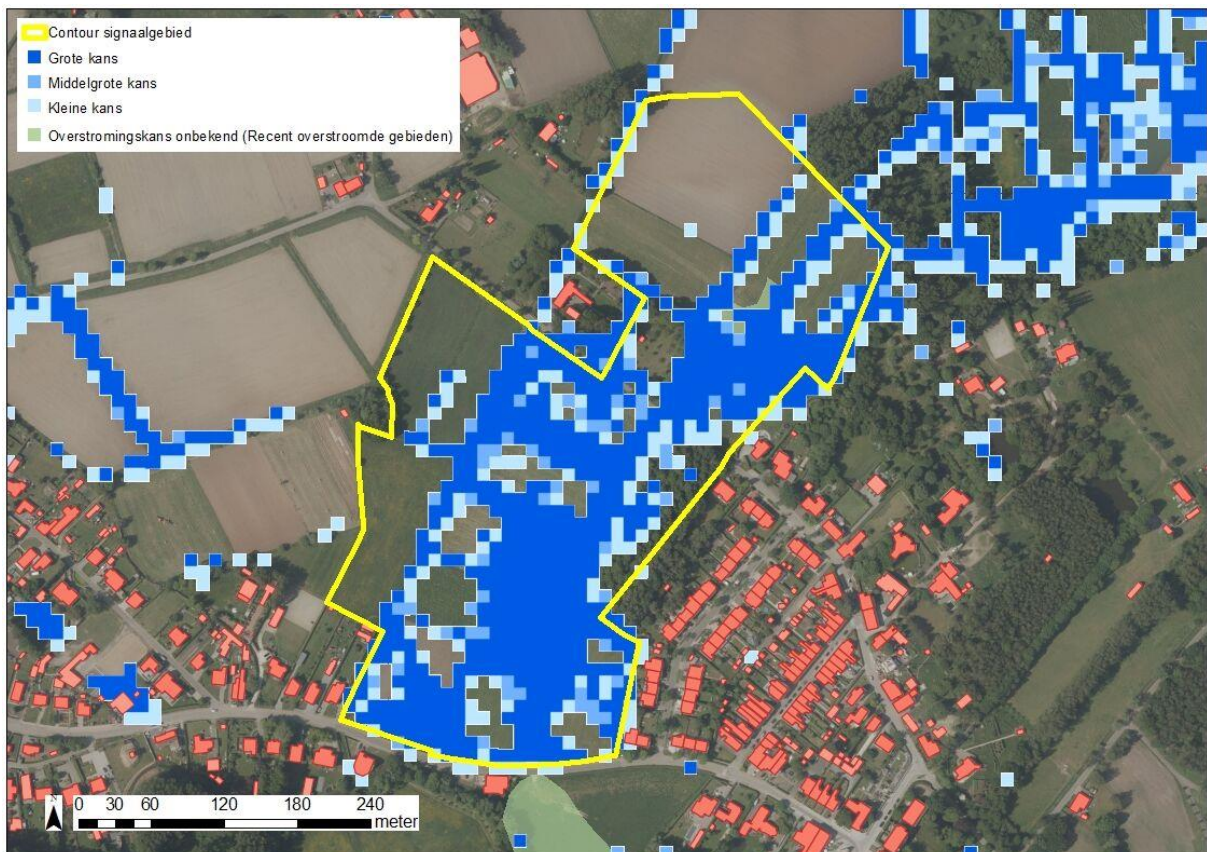 Contour signaalgebied
Grote kans
Middelgrote kans
Kleine kans
Overstromingskans onbekend (Recent overstroomde gebieden)
N
0 30 60 120 180 240
meter